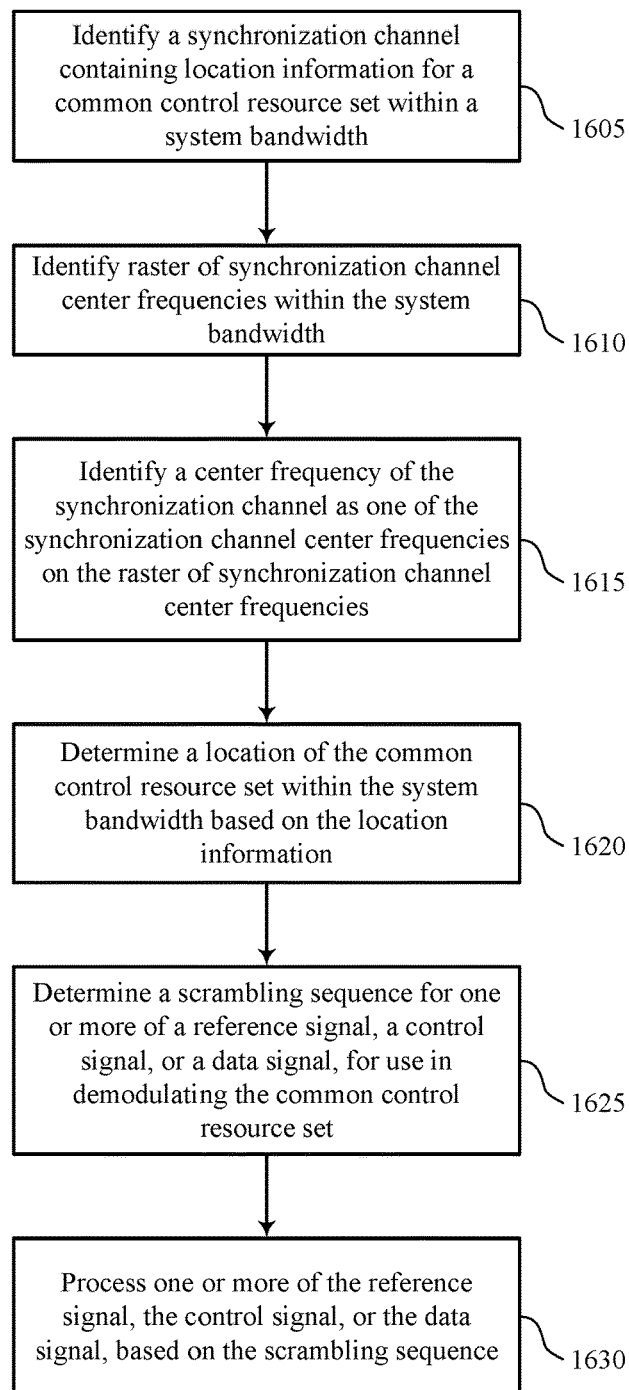 Identify a synchronization channel
containing location information for a
common control resource set within a
system bandwidth
1605
Identify raster of synchronization channel
center frequencies within the system
bandwidth
1610
Identify a center frequency of the
synchronization channel as one of the
synchronization channel center frequencies
on the raster of synchronization channel
center frequencies
1615
Determine a location of the common
control resource set within the system
bandwidth based on the location
information
1620
Determine a scrambling sequence for one
or more of a reference signal, a control
signal, or a data signal, for use in
demodulating the common control
resource set
1625
Process one or more of the reference
signal, the control signal, or the data
signal, based on the scrambling sequence
1630